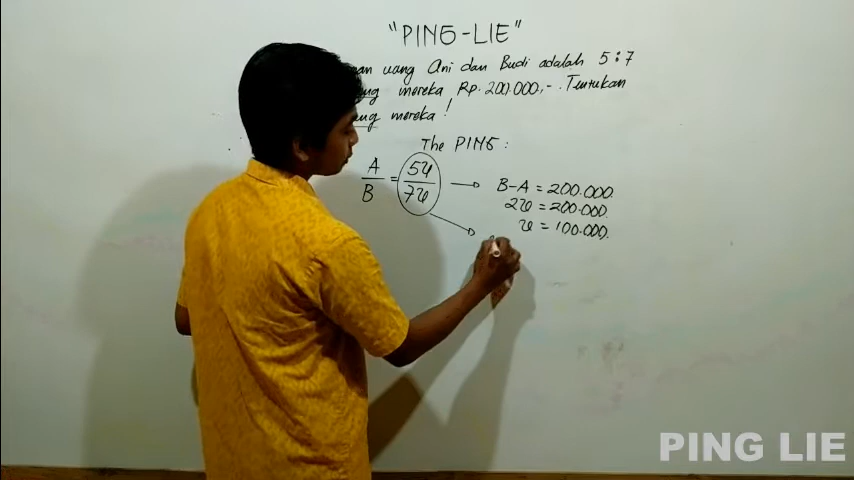 "PING-LIE"
uang Ani dan Budi adalah 5:7
mereka Rp. 200.000,-. Tentukan
mereka!
The PING:
A/B = 5u/7u → B-A = 200.000
2u = 200.000
u = 100.000
PING LIE